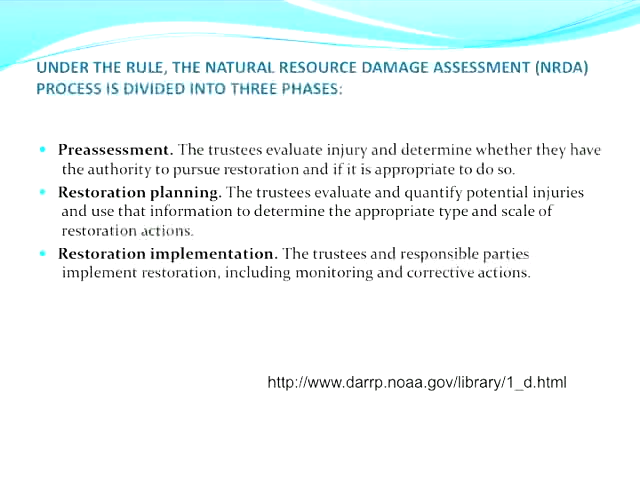 UNDER THE RULE, THE NATURAL RESOURCE DAMAGE ASSESSMENT (NRDA)
PROCESS IS DIVIDED INTO THREE PHASES:
• Preassessment. The trustees evaluate injury and determine whether they have
the authority to pursue restoration and if it is appropriate to do so.
• Restoration planning. The trustees evaluate and quantify potential injuries
and use that information to determine the appropriate type and scale of
restoration actions.
• Restoration implementation. The trustees and responsible parties
implement restoration, including monitoring and corrective actions.
http://www.darrp.noaa.gov/library/1_d.html